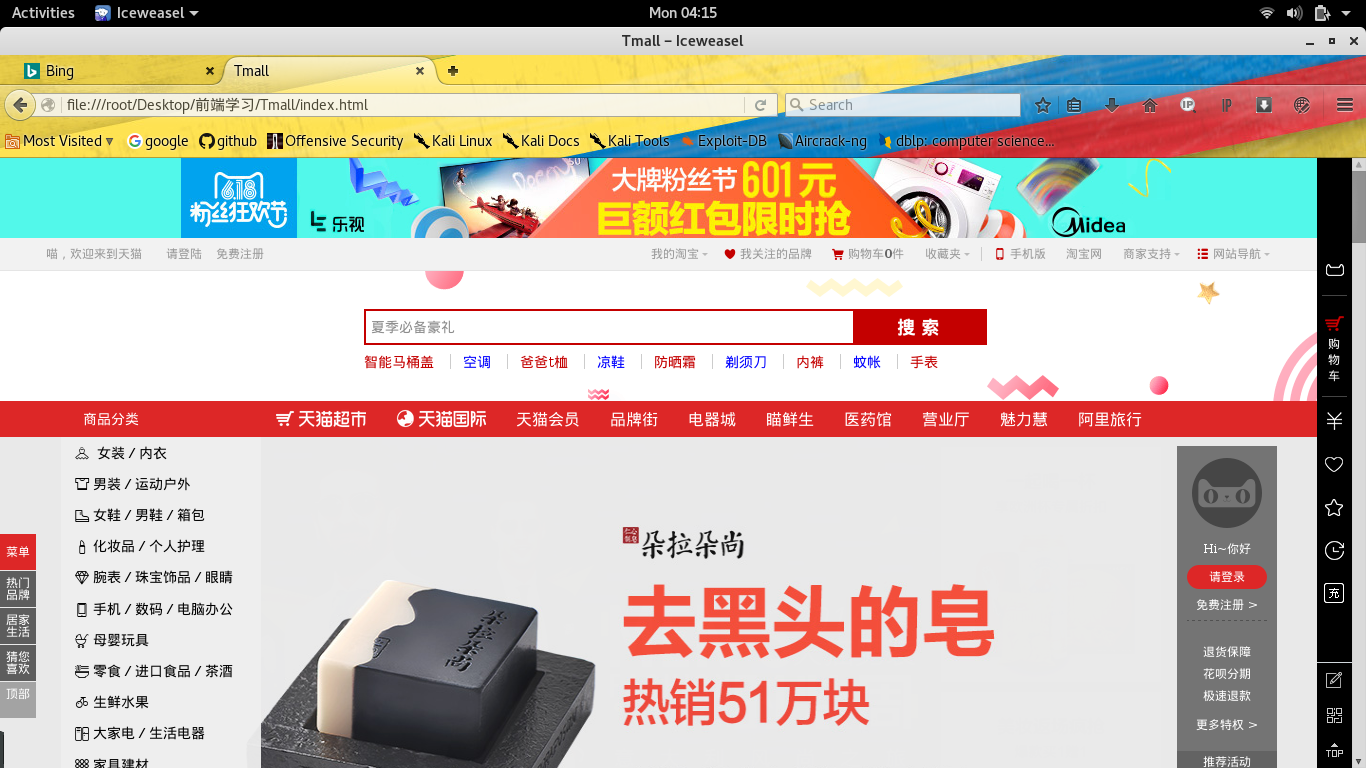 Activities Iceweasel Mon 04:15
Tmall – Iceweasel
Bing Tmall
file:///root/Desktop/前端学习/Tmall/index.html Search
Most Visited google github Offensive Security Kali Linux Kali Docs Kali Tools Exploit-DB Aircrack-ng dblp: computer science...
618
粉丝狂欢节
乐视
大牌粉丝节 601元
巨额红包限时抢
Midea
喵，欢迎来到天猫 请登陆 免费注册 我的淘宝 我关注的品牌 购物车0件 收藏夹 手机版 淘宝网 商家支持 网站导航
夏季必备豪礼 搜 索
智能马桶盖 空调 爸爸t桖 凉鞋 防晒霜 剃须刀 内裤 蚊帐 手表
商品分类 天猫超市 天猫国际 天猫会员 品牌街 电器城 瞄鲜生 医药馆 营业厅 魅力慧 阿里旅行
女装 / 内衣
男装 / 运动户外
女鞋 / 男鞋 / 箱包
化妆品 / 个人护理
腕表 / 珠宝饰品 / 眼睛
手机 / 数码 / 电脑办公
母婴玩具
零食 / 进口食品 / 茶酒
生鲜水果
大家电 / 生活电器
家具建材
菜单
热门
品牌
居家
生活
猜您
喜欢
顶部
朵拉朵尚
去黑头的皂
热销51万块
朵拉朵尚
Hi~你好
请登录
免费注册 >
退货保障
花呗分期
极速退款
更多特权 >
推荐活动
购
物
车
充
TOP